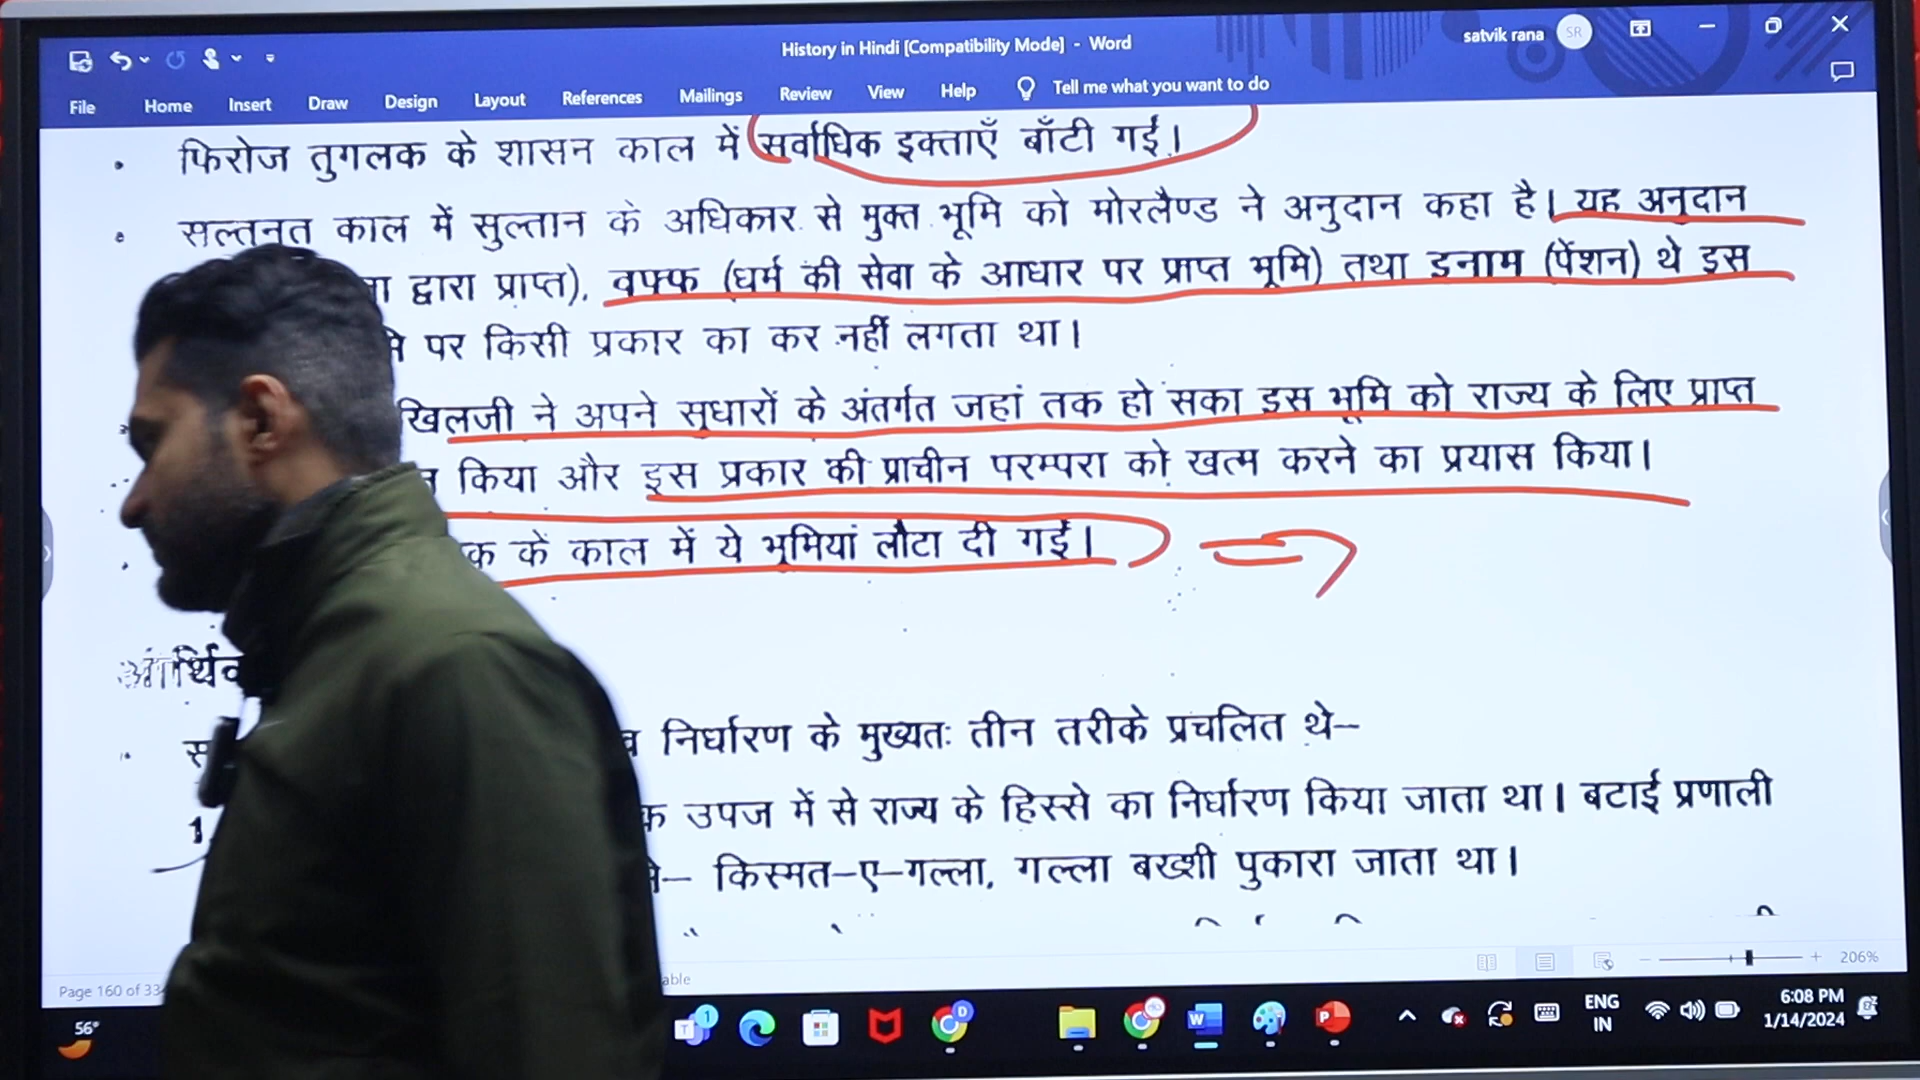 History in Hindi [Compatibility Mode] - Word
satvik rana
SR
File Home Insert Draw Design Layout References Mailings Review View Help Tell me what you want to do
फिरोज तुगलक के शासन काल में सर्वाधिक इक्ताएँ बाँटी गईं।
सल्तनत काल में सुल्तान के अधिकार से मुक्त भूमि को मोरलैण्ड ने अनुदान कहा है। यह अनुदान
द्वारा प्राप्त), वफ्फ (धर्म की सेवा के आधार पर प्राप्त भूमि) तथा इनाम (पेंशन) थे इस
पर किसी प्रकार का कर नहीं लगता था।
खिलजी ने अपने सुधारों के अंतर्गत जहां तक हो सका इस भूमि को राज्य के लिए प्राप्त
किया और इस प्रकार की प्राचीन परम्परा को खत्म करने का प्रयास किया।
के काल में ये भूमियां लौटा दी गईं।
निर्धारण के मुख्यतः तीन तरीके प्रचलित थे–
1.
उपज में से राज्य के हिस्से का निर्धारण किया जाता था। बटाई प्रणाली
किस्मत-ए-गल्ला, गल्ला बख्शी पुकारा जाता था।
Page 160 of 33
206%
56°
ENG
IN
6:08 PM
1/14/2024